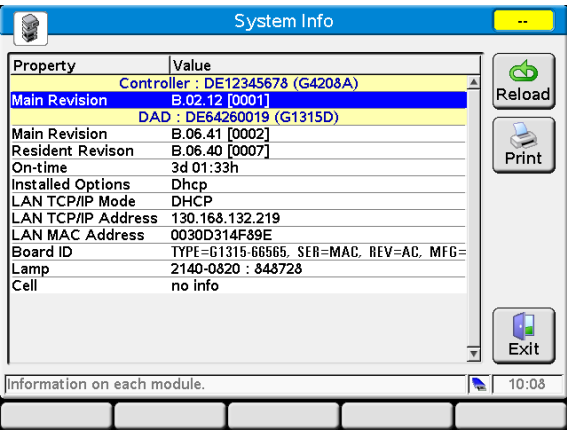 System Info
--
Property Value
Controller : DE12345678 (G4208A)
Main Revision B.02.12 [0001]
DAD : DE64260019 (G1315D)
Main Revision B.06.41 [0002]
Resident Revison B.06.40 [0007]
On-time 3d 01:33h
Installed Options Dhcp
LAN TCP/IP Mode DHCP
LAN TCP/IP Address 130.168.132.219
LAN MAC Address 0030D314F89E
Board ID TYPE=G1315-66565, SER=MAC, REV=AC, MFG=
Lamp 2140-0820 : 848728
Cell no info
Reload
Print
Exit
Information on each module.
10:08